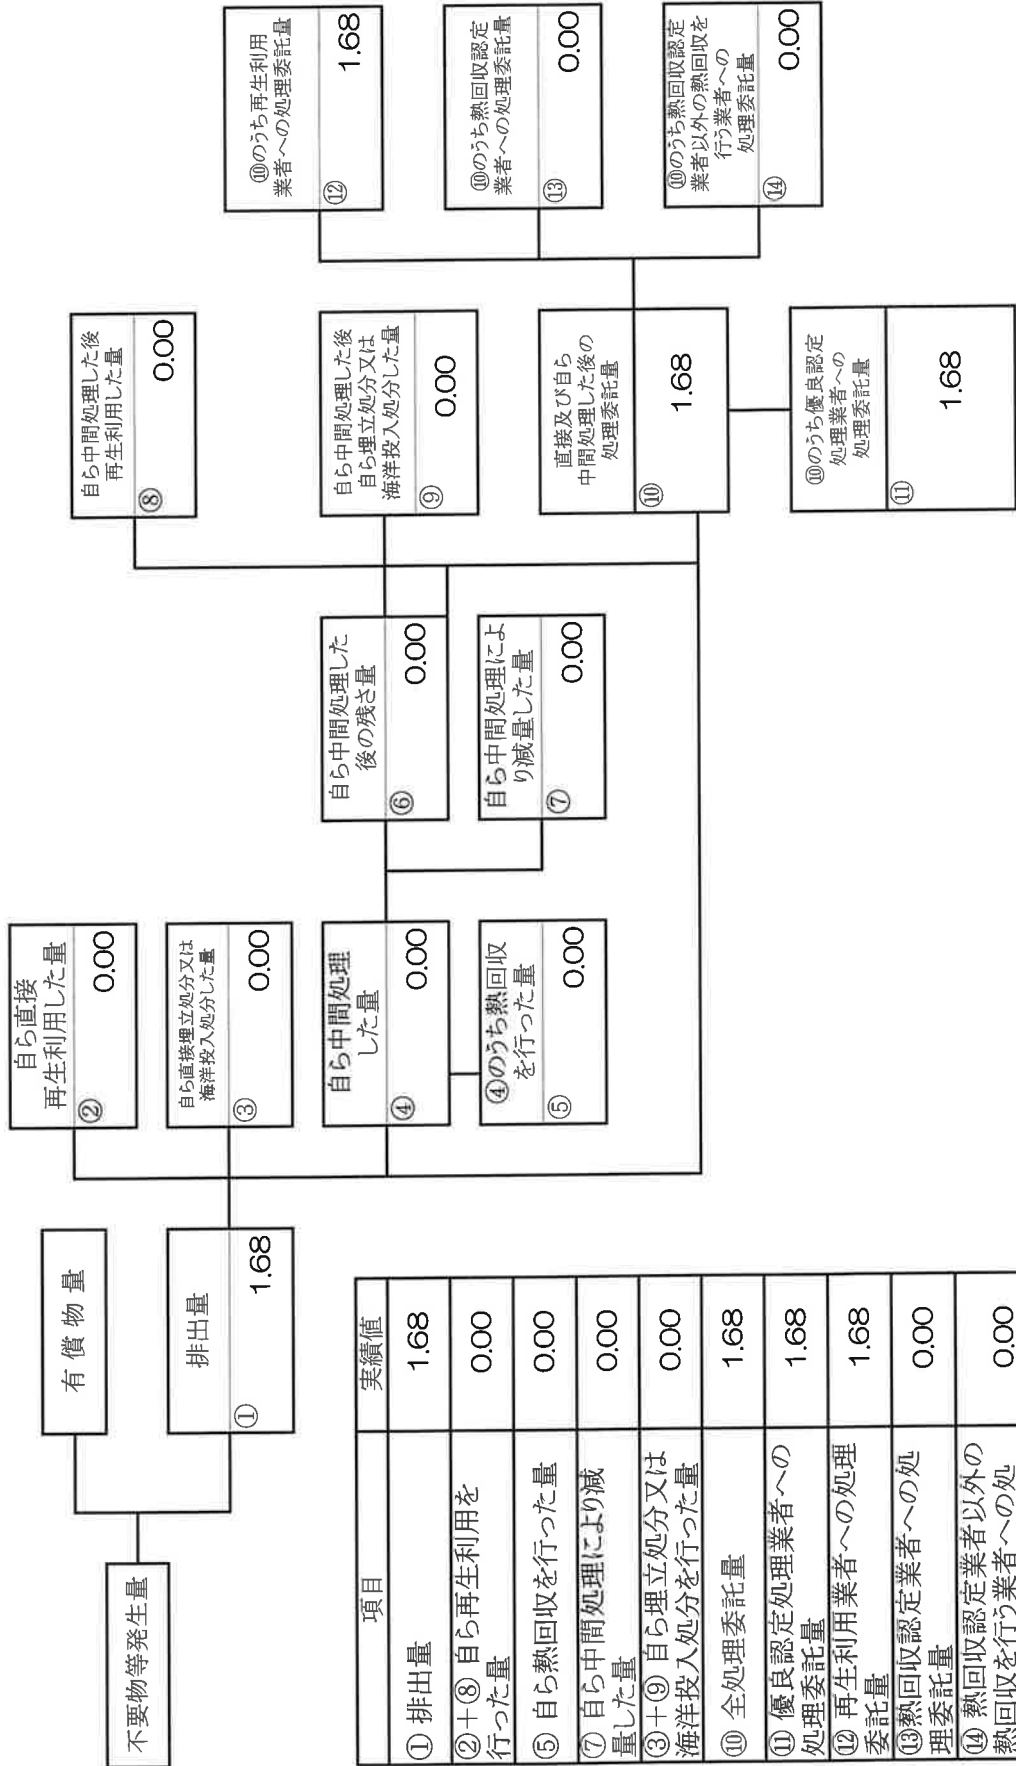 不要物等発生量
有償物量
排出量
①
1.68
自ら直接
再生利用した量
②
0.00
自ら直接埋立処分又は
海洋投入処分した量
③
0.00
自ら中間処理
した量
④
0.00
④のうち熱回収
を行った量
⑤
0.00
自ら中間処理した
後の残さ量
⑥
0.00
自ら中間処理によ
り減量した量
⑦
0.00
自ら中間処理した後
再生利用した量
⑧
0.00
自ら中間処理した後
自ら埋立処分又は
海洋投入処分した量
⑨
0.00
直接及び自ら
中間処理した後の
処理委託量
⑩
1.68
⑩のうち優良認定
処理業者への
処理委託量
⑪
1.68
⑩のうち再生利用
業者への処理委託量
⑫
1.68
⑩のうち熱回収認定
業者への処理委託量
⑬
0.00
⑩のうち熱回収認定
業者以外の熱回収を
行う業者への
処理委託量
⑭
0.00
項目 実績値
① 排出量 1.68
②+⑧ 自ら再生利用を
行った量 0.00
⑤ 自ら熱回収を行った量 0.00
⑦ 自ら中間処理により減
量した量 0.00
③+⑨ 自ら埋立処分又は
海洋投入処分を行った量 0.00
⑩ 全処理委託量 1.68
⑪ 優良認定処理業者への
処理委託量 1.68
⑫ 再生利用業者への処理
委託量 1.68
⑬熱回収認定業者への処
理委託量 0.00
⑭ 熱回収認定業者以外の
熱回収を行う業者への処 0.00